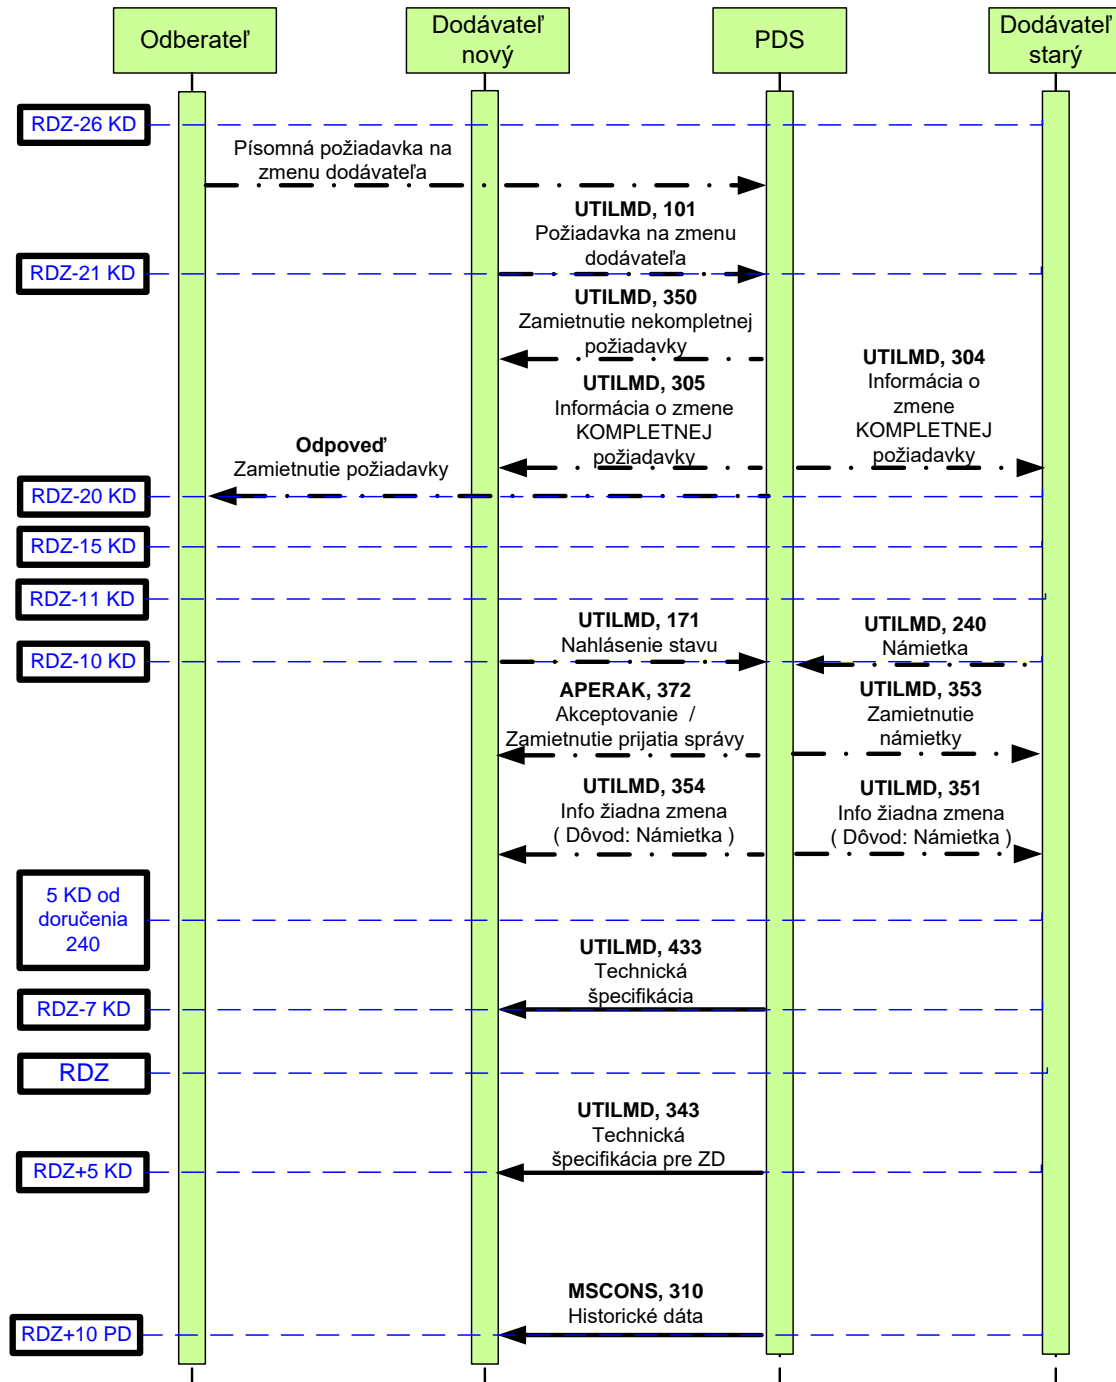 Odberateľ
Dodávateľ
nový
PDS
Dodávateľ
starý
RDZ-26 KD
Písomná požiadavka na
zmenu dodávateľa
UTILMD, 101
Požiadavka na zmenu
dodávateľa
RDZ-21 KD
UTILMD, 350
Zamietnutie nekompletnej
požiadavky
UTILMD, 304
Informácia o
zmene
KOMPLETNEJ
požiadavky
UTILMD, 305
Informácia o zmene
KOMPLETNEJ
požiadavky
Odpoveď
Zamietnutie požiadavky
RDZ-20 KD
RDZ-15 KD
RDZ-11 KD
UTILMD, 171
Nahlásenie stavu
UTILMD, 240
Námietka
RDZ-10 KD
APERAK, 372
Akceptovanie /
Zamietnutie prijatia správy
UTILMD, 353
Zamietnutie
námietky
UTILMD, 354
Info žiadna zmena
( Dôvod: Námietka )
UTILMD, 351
Info žiadna zmena
( Dôvod: Námietka )
5 KD od
doručenia
240
UTILMD, 433
Technická
špecifikácia
RDZ-7 KD
RDZ
UTILMD, 343
Technická
špecifikácia pre ZD
RDZ+5 KD
MSCONS, 310
Historické dáta
RDZ+10 PD